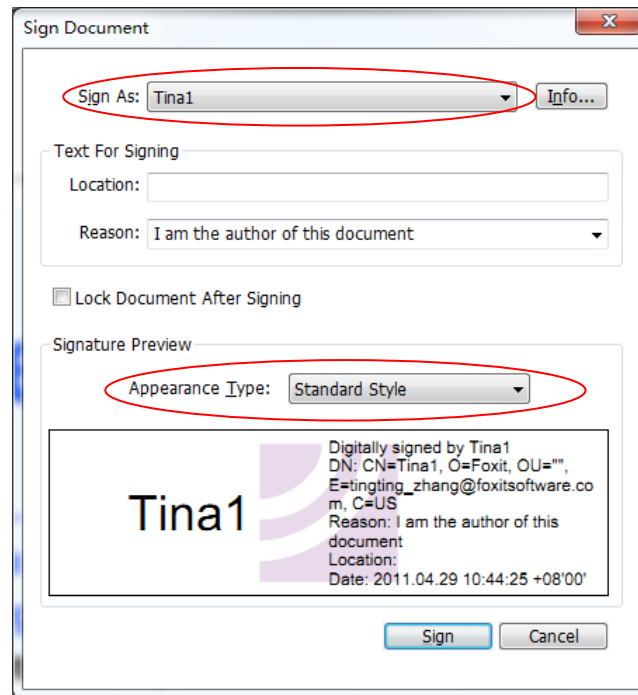 Sign Document
Sign As: Tina1 Info...
Text For Signing
Location:
Reason: I am the author of this document
Lock Document After Signing
Signature Preview
Appearance Type: Standard Style
Tina1
Digitally signed by Tina1
DN: CN=Tina1, O=Foxit, OU="",
E=tingting_zhang@foxitsoftware.co
m, C=US
Reason: I am the author of this
document
Location:
Date: 2011.04.29 10:44:25 +08'00'
Sign Cancel